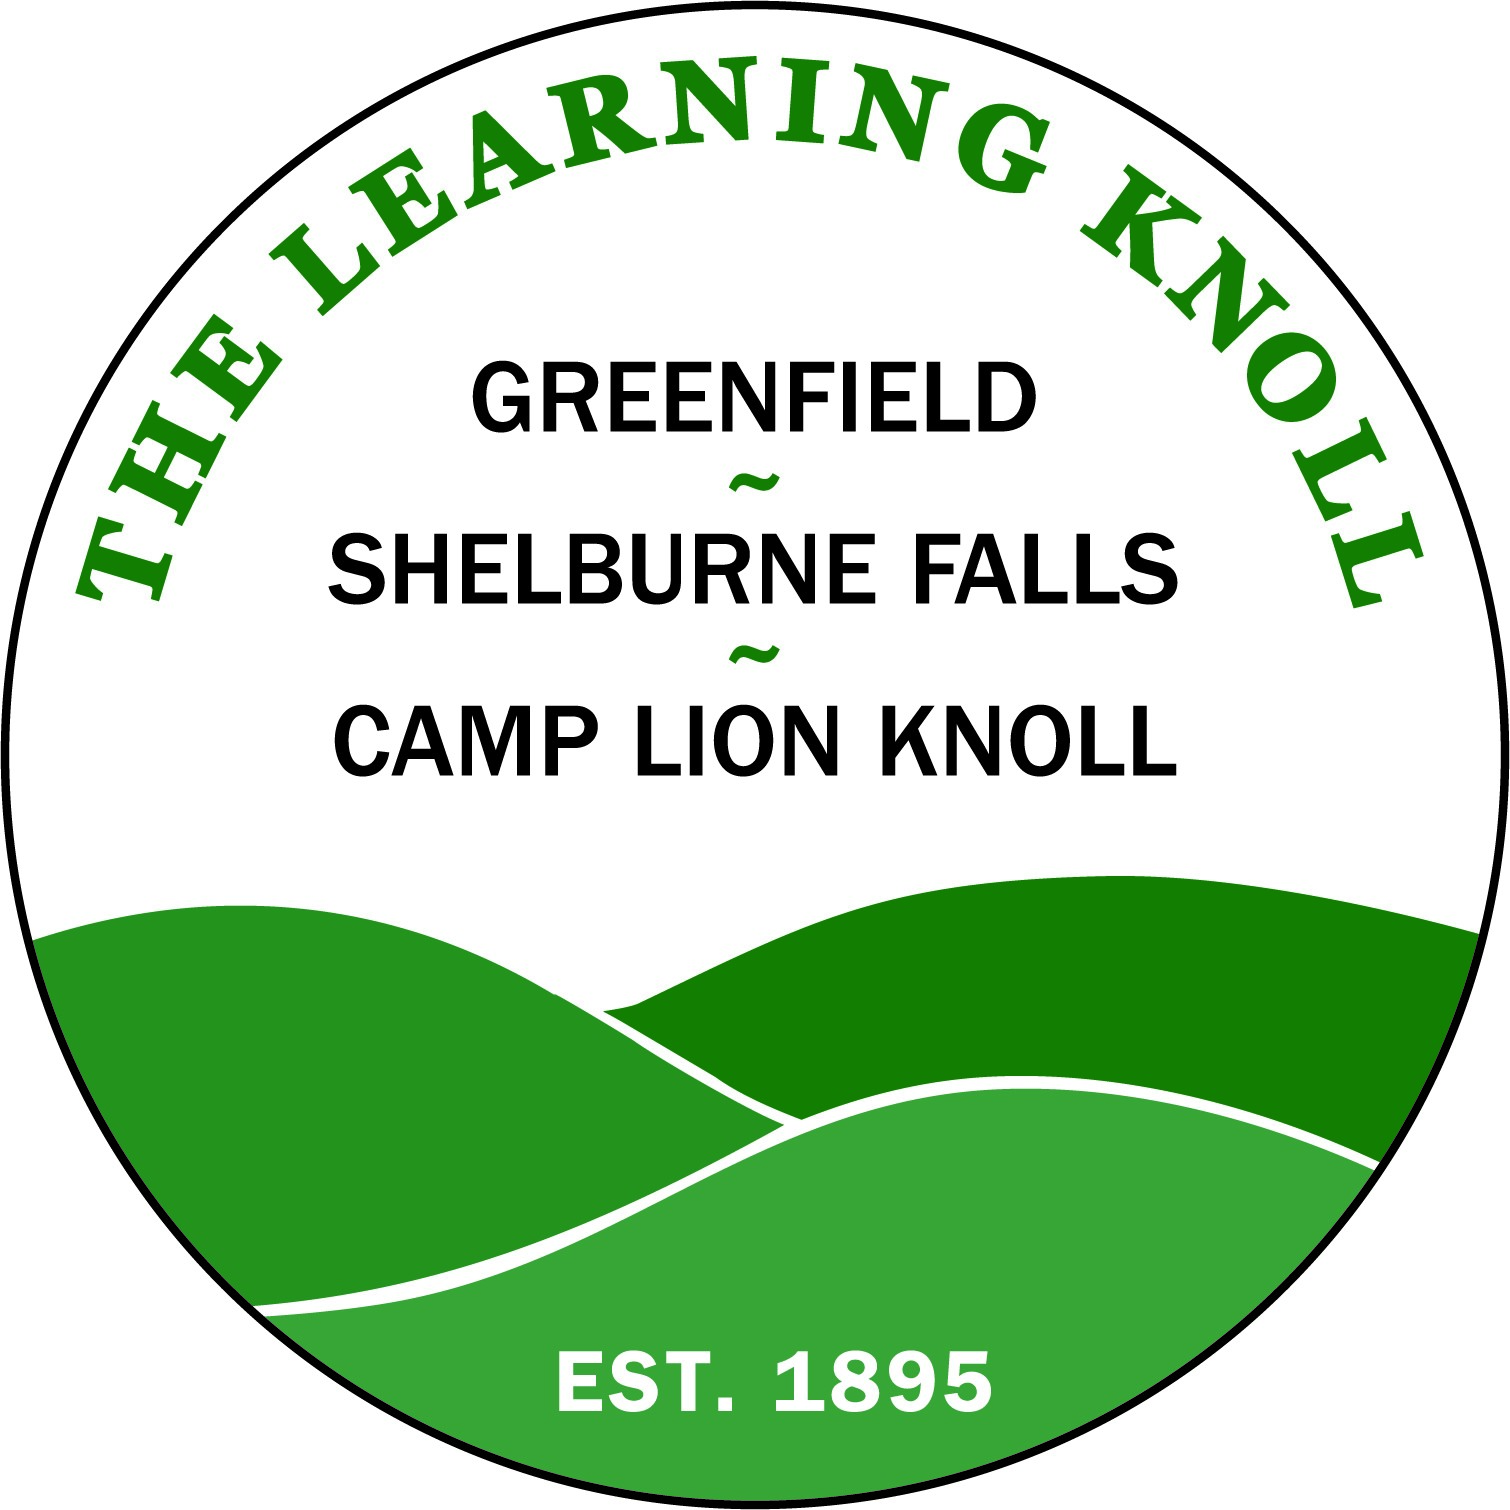 THE LEARNING KNOLL
GREENFIELD
~
SHELBURNE FALLS
~
CAMP LION KNOLL
EST. 1895